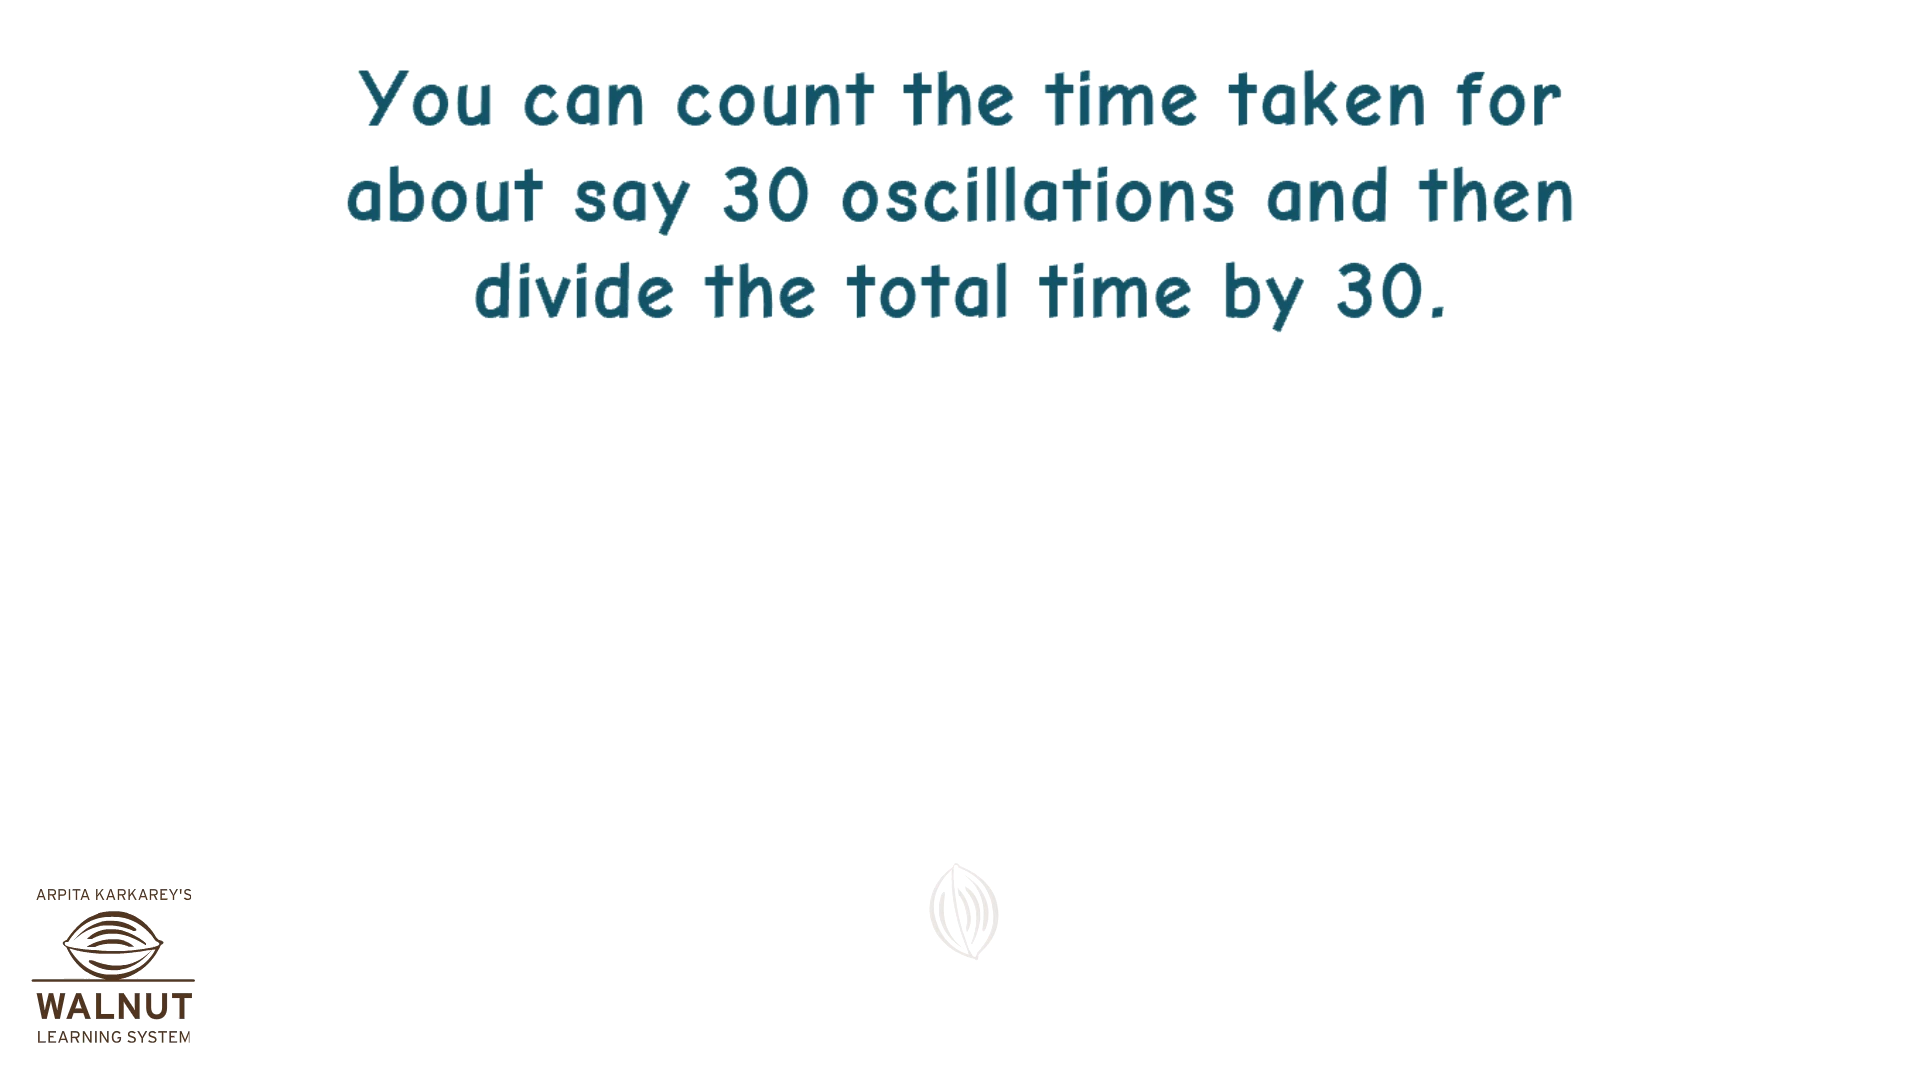 You can count the time taken for
about say 30 oscillations and then
divide the total time by 30.
ARPITA KARKAREY'S
WALNUT
LEARNING SYSTEM